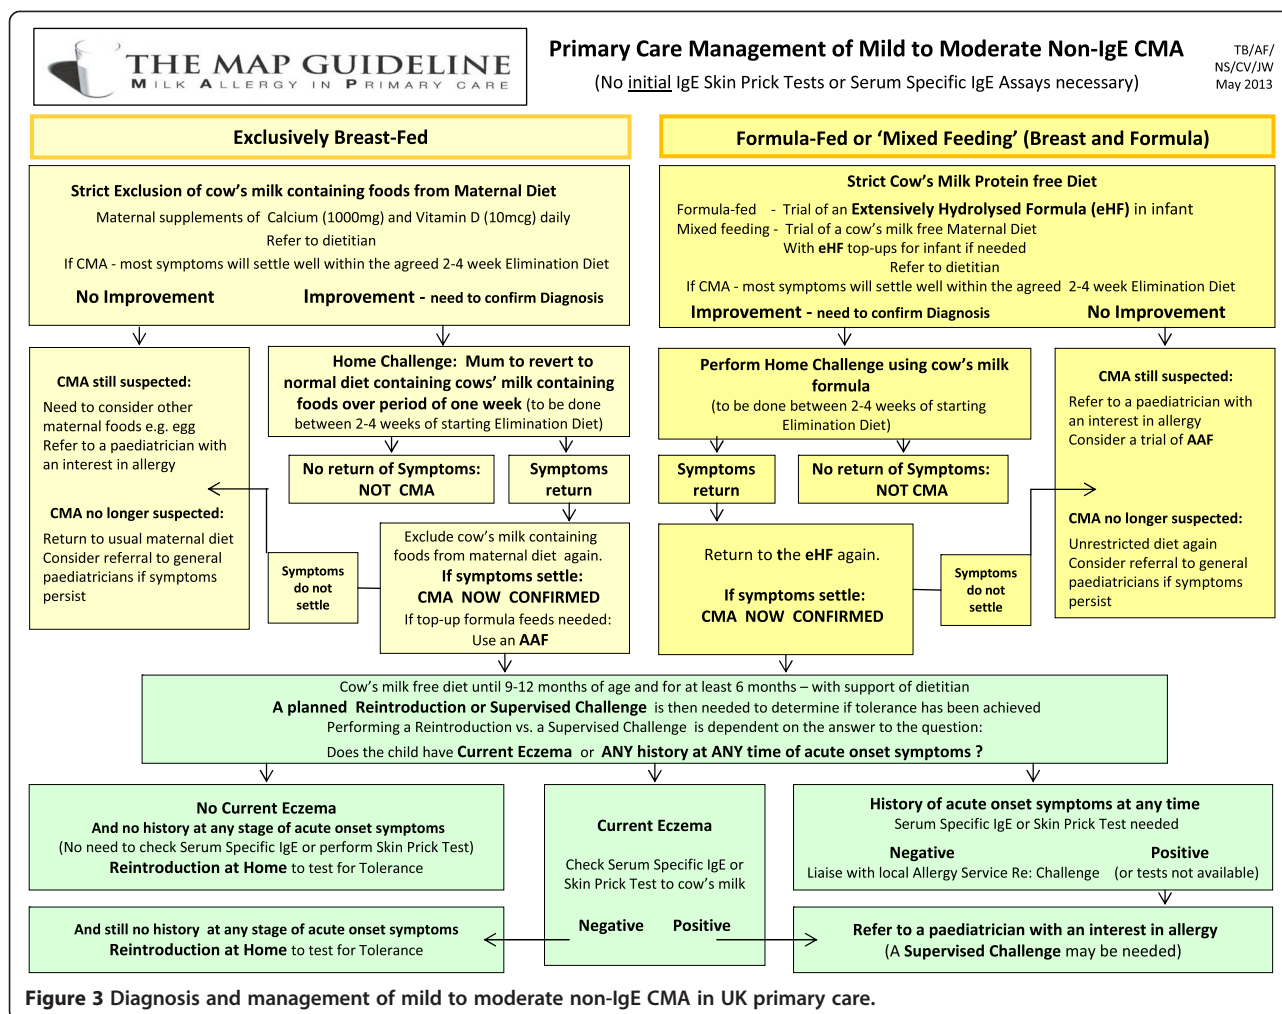 THE MAP GUIDELINE
MILK ALLERGY IN PRIMARY CARE
Primary Care Management of Mild to Moderate Non-IgE CMA
(No initial IgE Skin Prick Tests or Serum Specific IgE Assays necessary)
TB/AF/
NS/CV/JW
May 2013
Exclusively Breast-Fed
Strict Exclusion of cow's milk containing foods from Maternal Diet
Maternal supplements of Calcium (1000mg) and Vitamin D (10mcg) daily
Refer to dietitian
If CMA - most symptoms will settle well within the agreed 2-4 week Elimination Diet
No Improvement
Improvement - need to confirm Diagnosis
CMA still suspected:
Need to consider other
maternal foods e.g. egg
Refer to a paediatrician with
an interest in allergy
CMA no longer suspected:
Return to usual maternal diet
Consider referral to general
paediatricians if symptoms
persist
Home Challenge: Mum to revert to
normal diet containing cows' milk containing
foods over period of one week (to be done
between 2-4 weeks of starting Elimination Diet)
No return of Symptoms:
NOT CMA
Symptoms
return
Symptoms
do not
settle
Exclude cow's milk containing
foods from maternal diet again.
If symptoms settle:
CMA NOW CONFIRMED
If top-up formula feeds needed:
Use an AAF
Formula-Fed or 'Mixed Feeding' (Breast and Formula)
Strict Cow's Milk Protein free Diet
Formula-fed - Trial of an Extensively Hydrolysed Formula (eHF) in infant
Mixed feeding - Trial of a cow's milk free Maternal Diet
With eHF top-ups for infant if needed
Refer to dietitian
If CMA - most symptoms will settle well within the agreed 2-4 week Elimination Diet
Improvement - need to confirm Diagnosis
No Improvement
Perform Home Challenge using cow's milk
formula
(to be done between 2-4 weeks of starting
Elimination Diet)
Symptoms
return
No return of Symptoms:
NOT CMA
Return to the eHF again.
If symptoms settle:
CMA NOW CONFIRMED
Symptoms
do not
settle
CMA still suspected:
Refer to a paediatrician with
an interest in allergy
Consider a trial of AAF
CMA no longer suspected:
Unrestricted diet again
Consider referral to general
paediatricians if symptoms
persist
Cow's milk free diet until 9-12 months of age and for at least 6 months – with support of dietitian
A planned Reintroduction or Supervised Challenge is then needed to determine if tolerance has been achieved
Performing a Reintroduction vs. a Supervised Challenge is dependent on the answer to the question:
Does the child have Current Eczema or ANY history at ANY time of acute onset symptoms ?
No Current Eczema
And no history at any stage of acute onset symptoms
(No need to check Serum Specific IgE or perform Skin Prick Test)
Reintroduction at Home to test for Tolerance
And still no history at any stage of acute onset symptoms
Reintroduction at Home to test for Tolerance
Current Eczema
Check Serum Specific IgE or
Skin Prick Test to cow's milk
Negative
Positive
History of acute onset symptoms at any time
Serum Specific IgE or Skin Prick Test needed
Negative
Positive
Liaise with local Allergy Service Re: Challenge
(or tests not available)
Refer to a paediatrician with an interest in allergy
(A Supervised Challenge may be needed)
Figure 3 Diagnosis and management of mild to moderate non-IgE CMA in UK primary care.